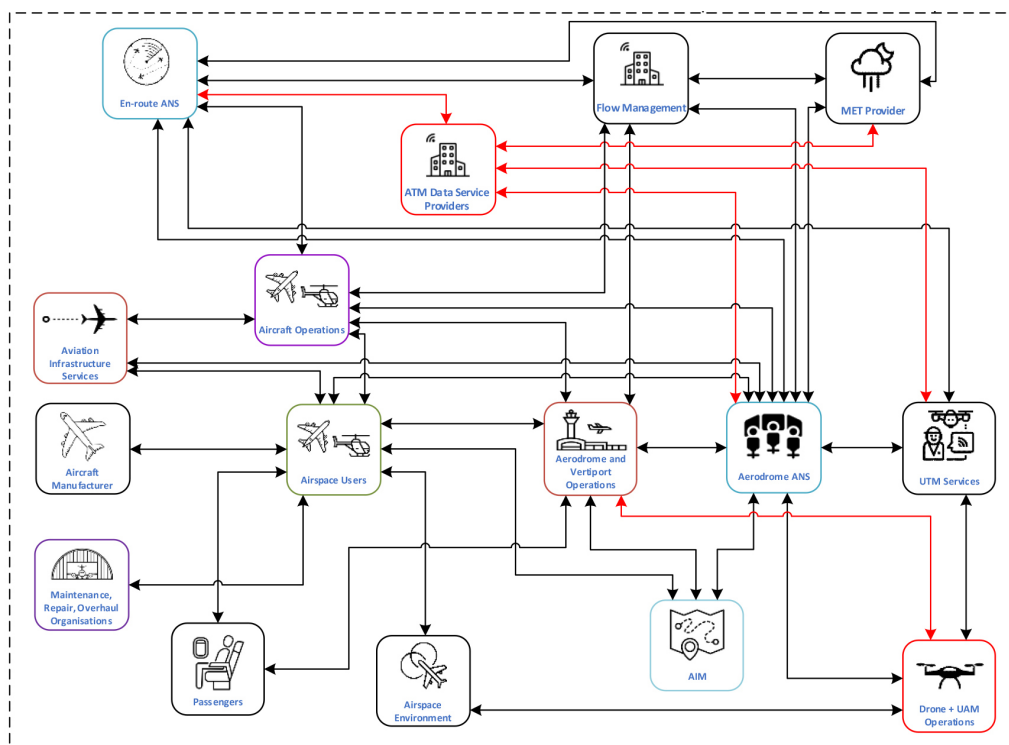 En-route ANS
Flow Management
MET Provider
ATM Data Service
Providers
Aircraft Operations
Aviation
Infrastructure
Services
Aircraft
Manufacturer
Airspace Users
Aerodrome and
Vertiport
Operations
Aerodrome ANS
UTM Services
Maintenance,
Repair, Overhaul
Organisations
Passengers
Airspace
Environment
AIM
Drone + UAM
Operations